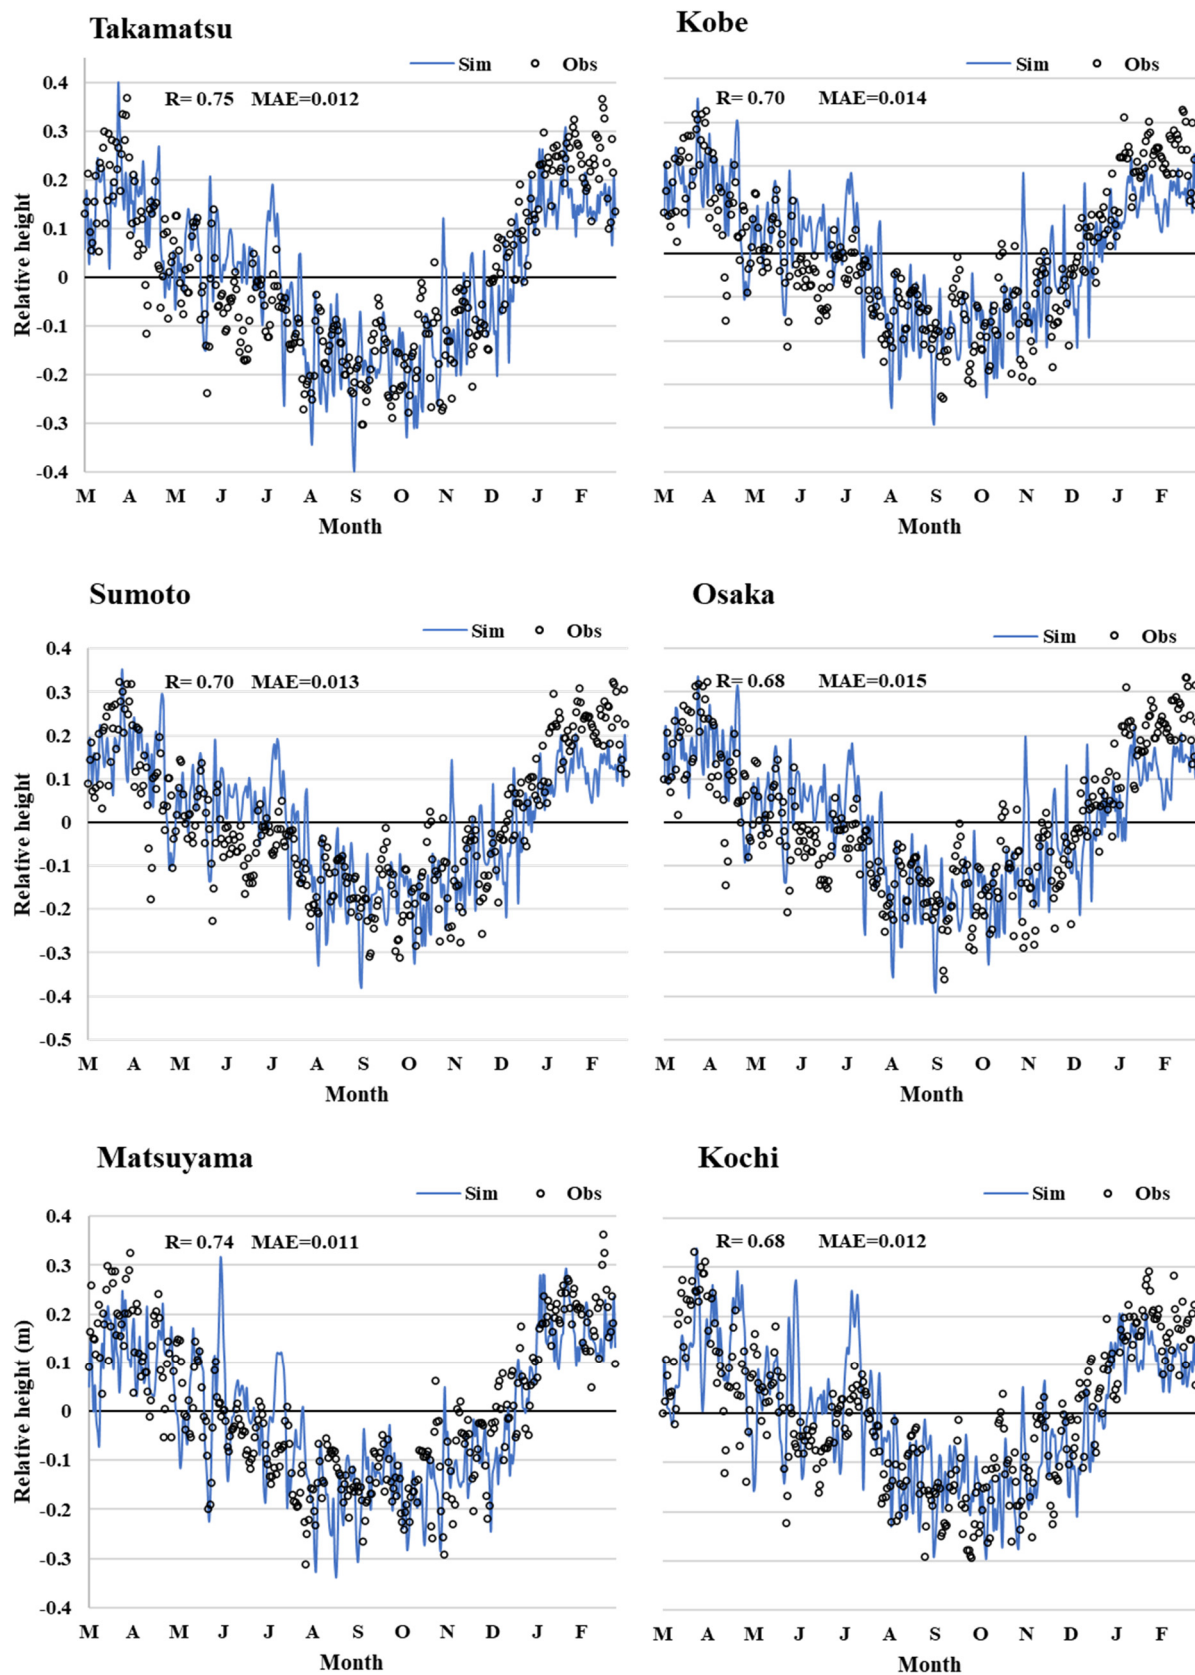 Takamatsu
Sim Obs
R= 0.75 MAE=0.012
Relative height
0.4
0.3
0.2
0.1
0
-0.1
-0.2
-0.3
-0.4
M A M J J A S O N D J F
Month
Kobe
Sim Obs
R= 0.70 MAE=0.014
M A M J J A S O N D J F
Month
Sumoto
Sim Obs
R= 0.70 MAE=0.013
Relative height
0.4
0.3
0.2
0.1
0
-0.1
-0.2
-0.3
-0.4
-0.5
M A M J J A S O N D J F
Month
Osaka
Sim Obs
R= 0.68 MAE=0.015
M A M J J A S O N D J F
Month
Matsuyama
Sim Obs
R= 0.74 MAE=0.011
Relative height (m)
0.4
0.3
0.2
0.1
0
-0.1
-0.2
-0.3
-0.4
M A M J J A S O N D J F
Month
Kochi
Sim Obs
R= 0.68 MAE=0.012
M A M J J A S O N D J F
Month